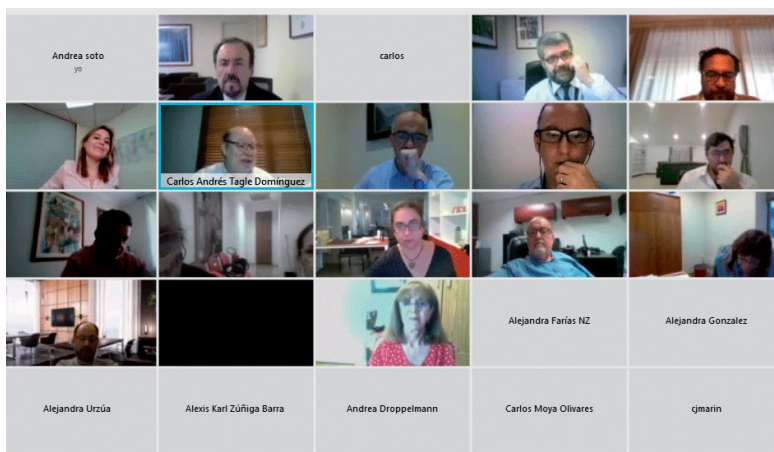 Andrea soto
yo
carlos
Carlos Andrés Tagle Domínguez
Alejandra Farías NZ
Alejandra Gonzalez
Alejandra Urzúa
Alexis Karl Zúñiga Barra
Andrea Droppelmann
Carlos Moya Olivares
cjmarin